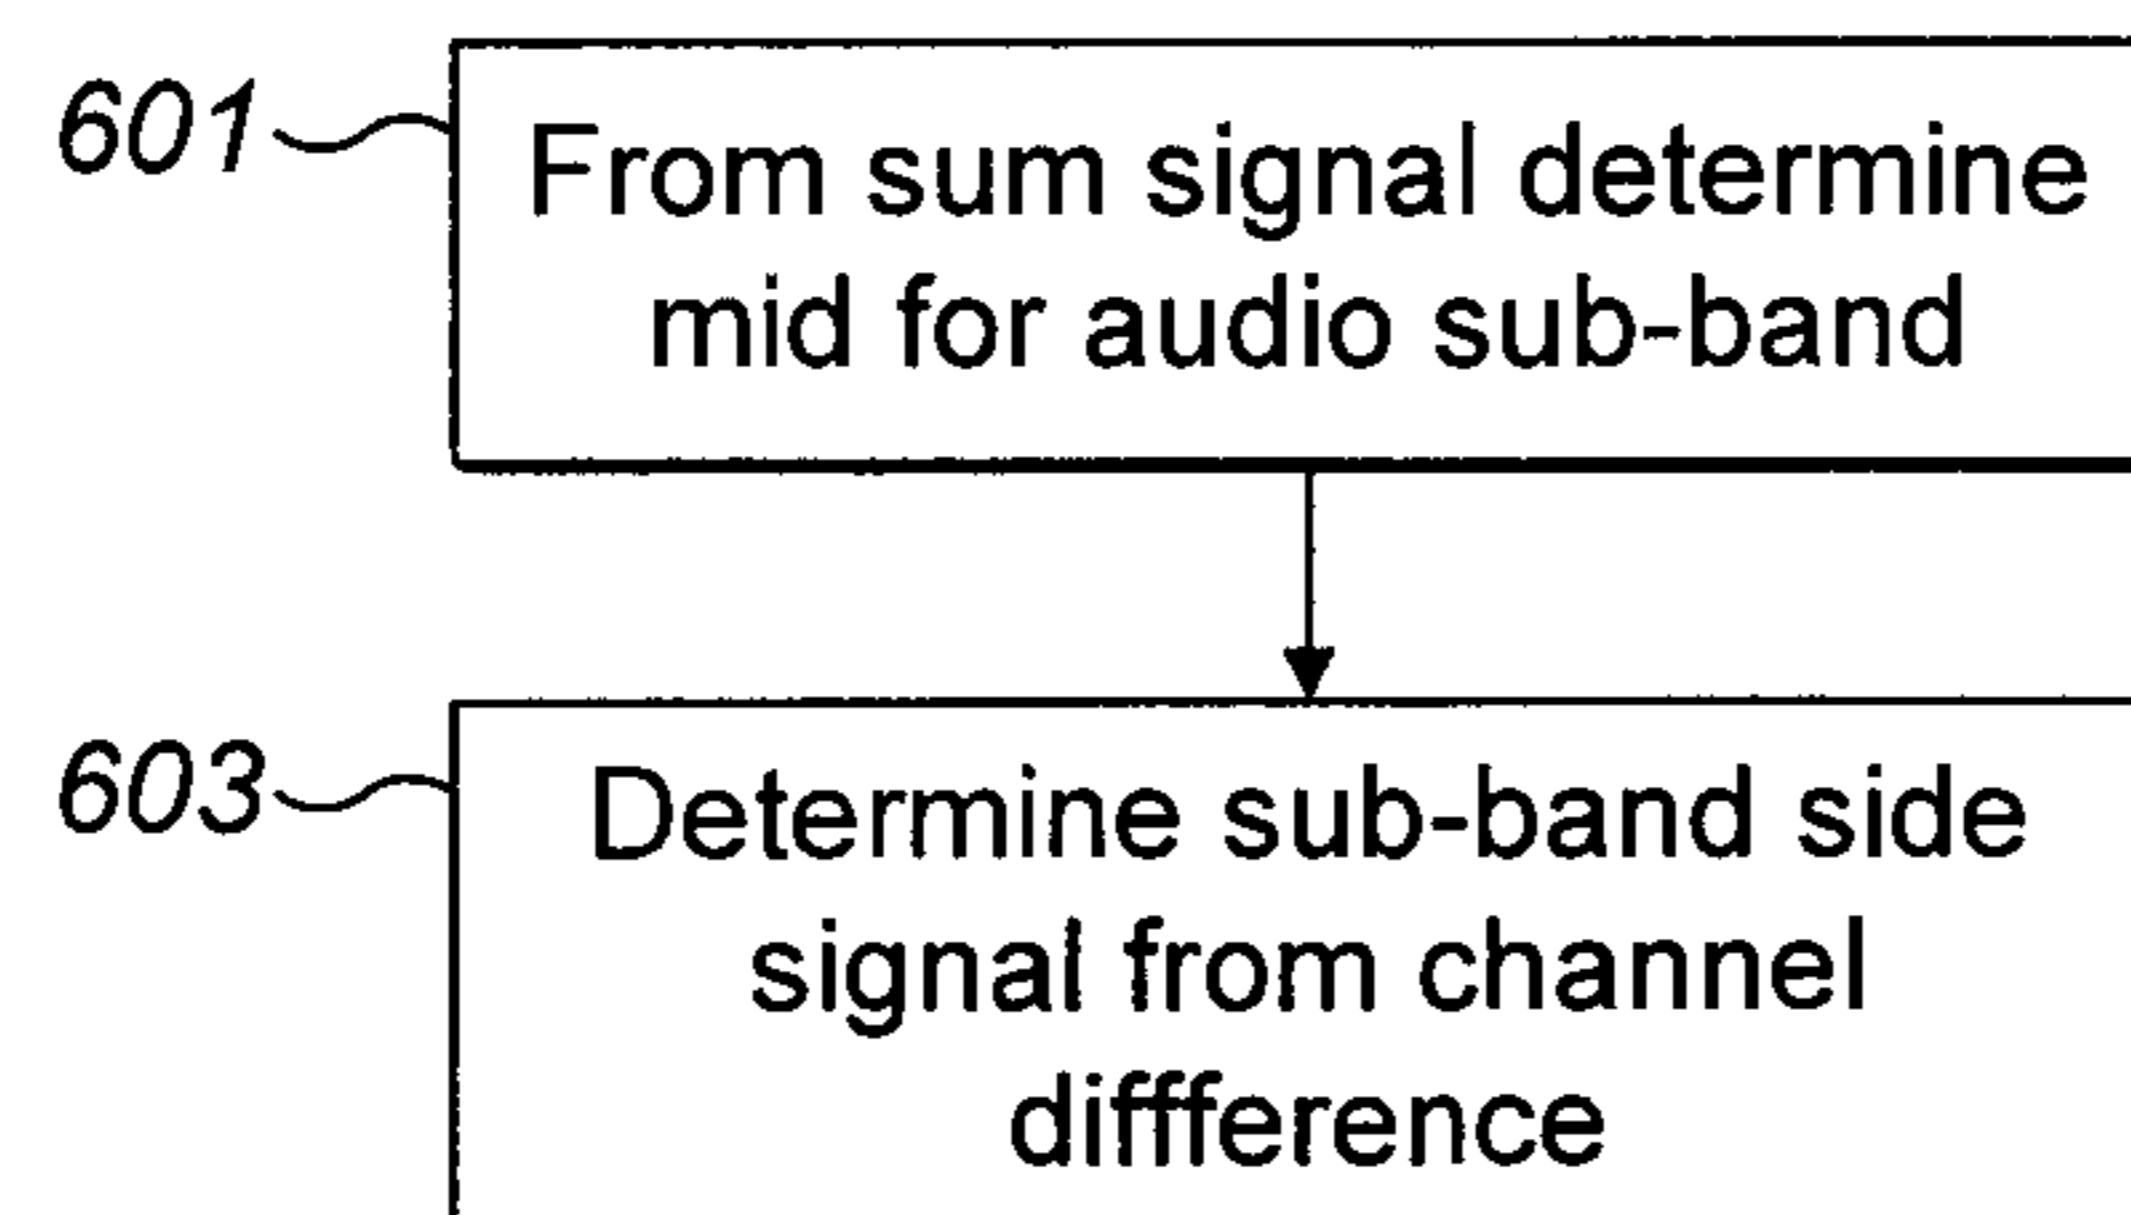 601
From sum signal determine
mid for audio sub-band
603
Determine sub-band side
signal from channel
diffference